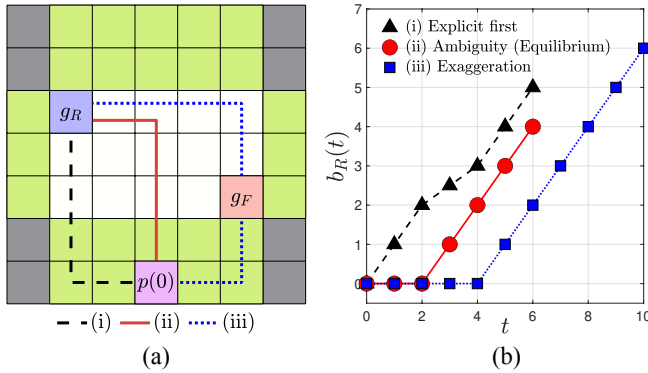 g_R
g_F
p(0)
(i) (ii) (iii)
(a)
b_R(t)
7
6
5
4
3
2
1
0
(i) Explicit first
(ii) Ambiguity (Equilibrium)
(iii) Exaggeration
0 2 4 6 8 10
t
(b)